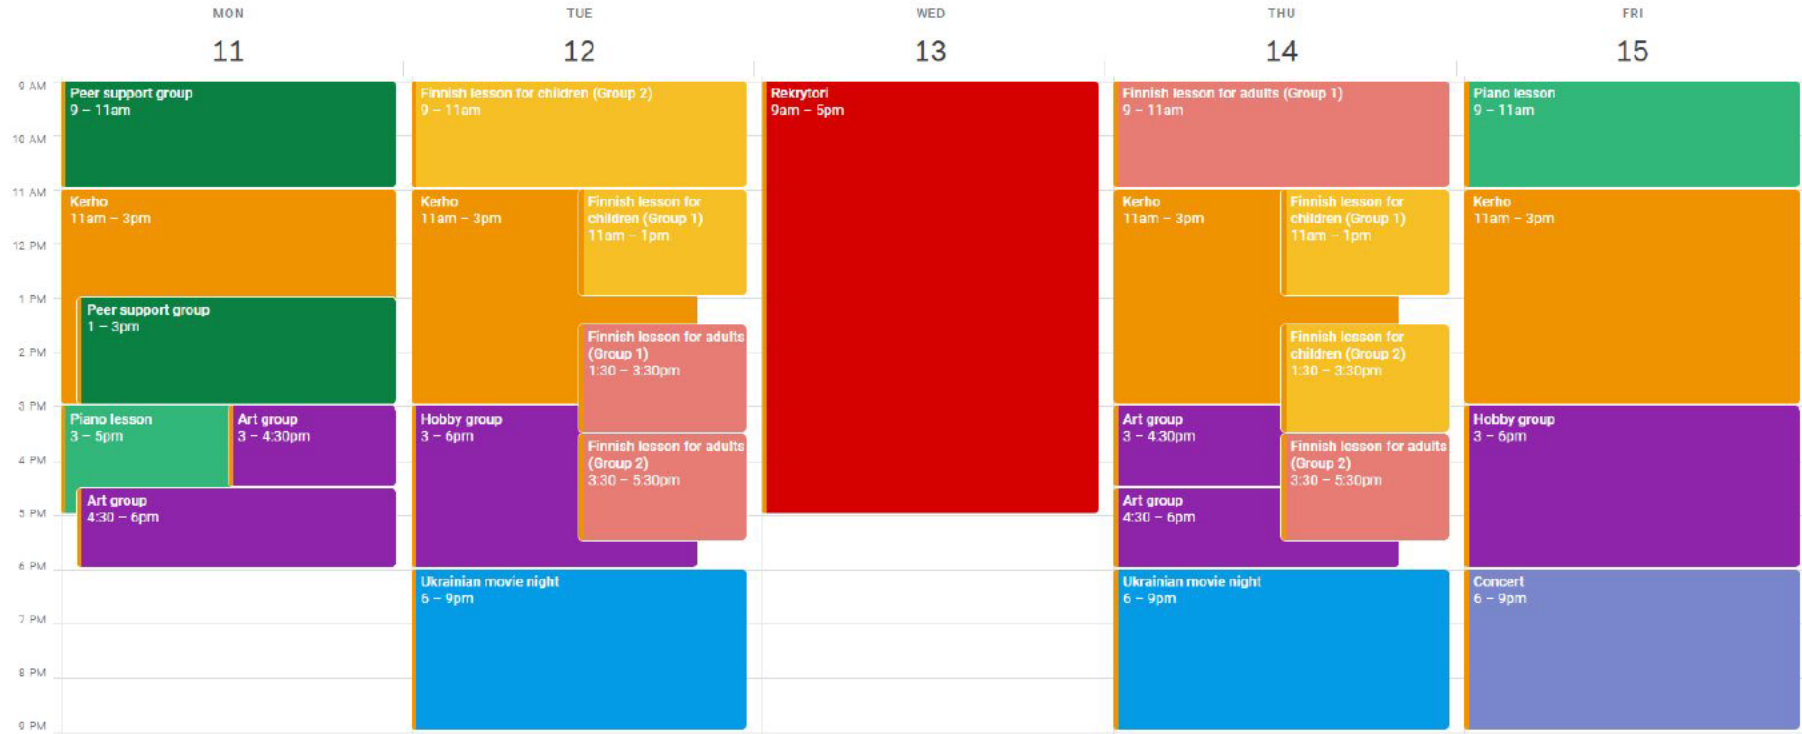 MON
11
TUE
12
WED
13
THU
14
FRI
15
9 AM
10 AM
11 AM
12 PM
1 PM
2 PM
3 PM
4 PM
5 PM
6 PM
7 PM
8 PM
9 PM
Peer support group
9 – 11am
Kerho
11am – 3pm
Peer support group
1 – 3pm
Piano lesson
3 – 5pm
Art group
3 – 4:30pm
Art group
4:30 – 6pm
Finnish lesson for children (Group 2)
9 – 11am
Kerho
11am – 3pm
Finnish lesson for
children (Group 1)
11am – 1pm
Finnish lesson for adults
(Group 1)
1:30 – 3:30pm
Hobby group
3 – 6pm
Finnish lesson for adults
(Group 2)
3:30 – 5:30pm
Ukrainian movie night
6 – 9pm
Rekrytori
9am – 5pm
Finnish lesson for adults (Group 1)
9 – 11am
Kerho
11am – 3pm
Finnish lesson for
children (Group 1)
11am – 1pm
Finnish lesson for
children (Group 2)
1:30 – 3:30pm
Art group
3 – 4:30pm
Finnish lesson for adults
(Group 2)
3:30 – 5:30pm
Art group
4:30 – 6pm
Ukrainian movie night
6 – 9pm
Piano lesson
9 – 11am
Kerho
11am – 3pm
Hobby group
3 – 6pm
Concert
6 – 9pm